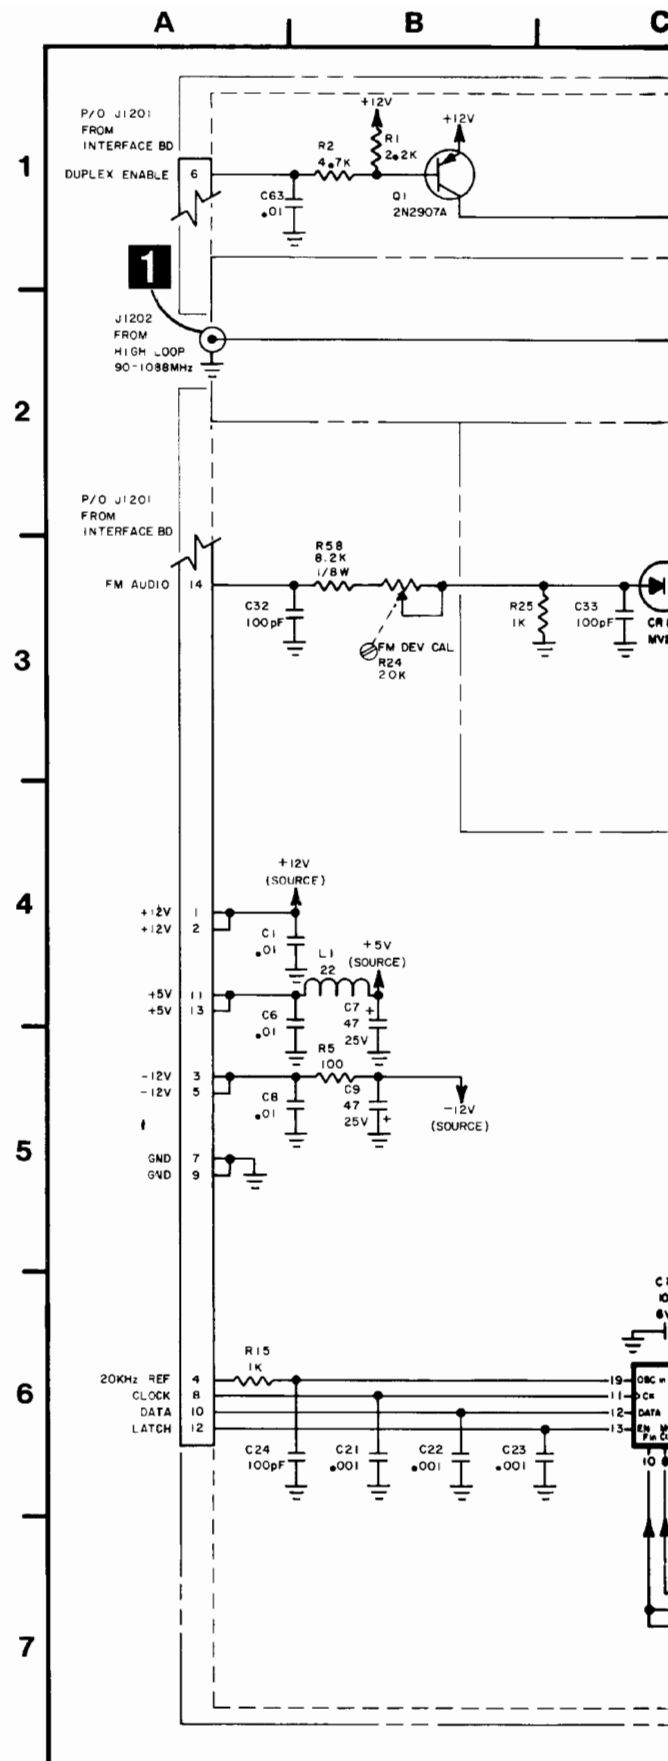 A
B
C
1
2
3
4
5
6
7
P/O J1201
FROM
INTERFACE BD
DUPLEX ENABLE
6
C63
.01
R2
4.7K
+12V
R1
2.2K
+12V
Q1
2N2907A
1
J1202
FROM
HIGH LOOP
90-1088MHz
P/O J1201
FROM
INTERFACE BD
FM AUDIO
14
C32
100pF
R58
8.2K
1/8W
FM DEV CAL
R24
20K
R25
1K
C33
100pF
+12V
(SOURCE)
+12V 1
+12V 2
C1
.01
L1
22
+5V
(SOURCE)
+5V 11
+5V 13
C6
.01
C7
+
47
25V
R5
100
-12V 3
-12V 5
C8
.01
C9
47
25V
+
-12V
(SOURCE)
GND 7
GND 9
R15
1K
20KHz REF 4
CLOCK 8
DATA 10
LATCH 12
C24
100pF
C21
.001
C22
.001
C23
.001
19 OSC in
11 CK
12 DATA
13 EN
F in
10